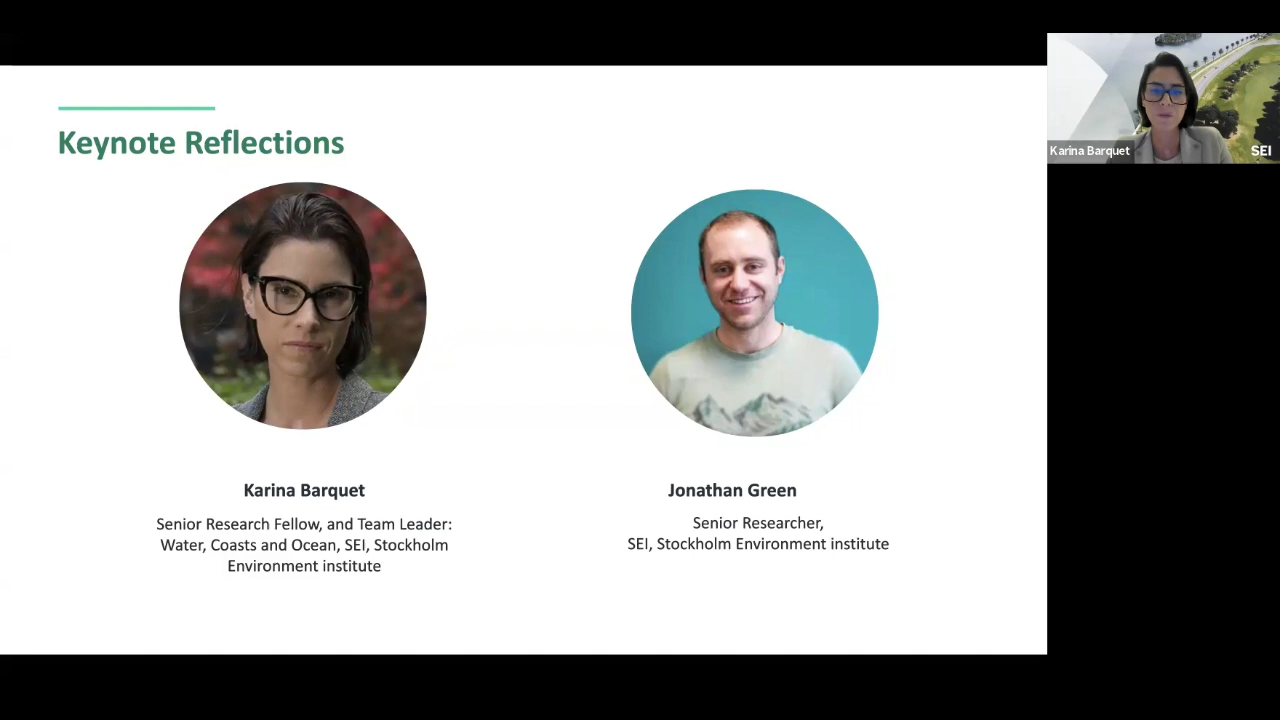 Keynote Reflections
Karina Barquet
Senior Research Fellow, and Team Leader:
Water, Coasts and Ocean, SEI, Stockholm
Environment institute
Jonathan Green
Senior Researcher,
SEI, Stockholm Environment institute
Karina Barquet
SEI